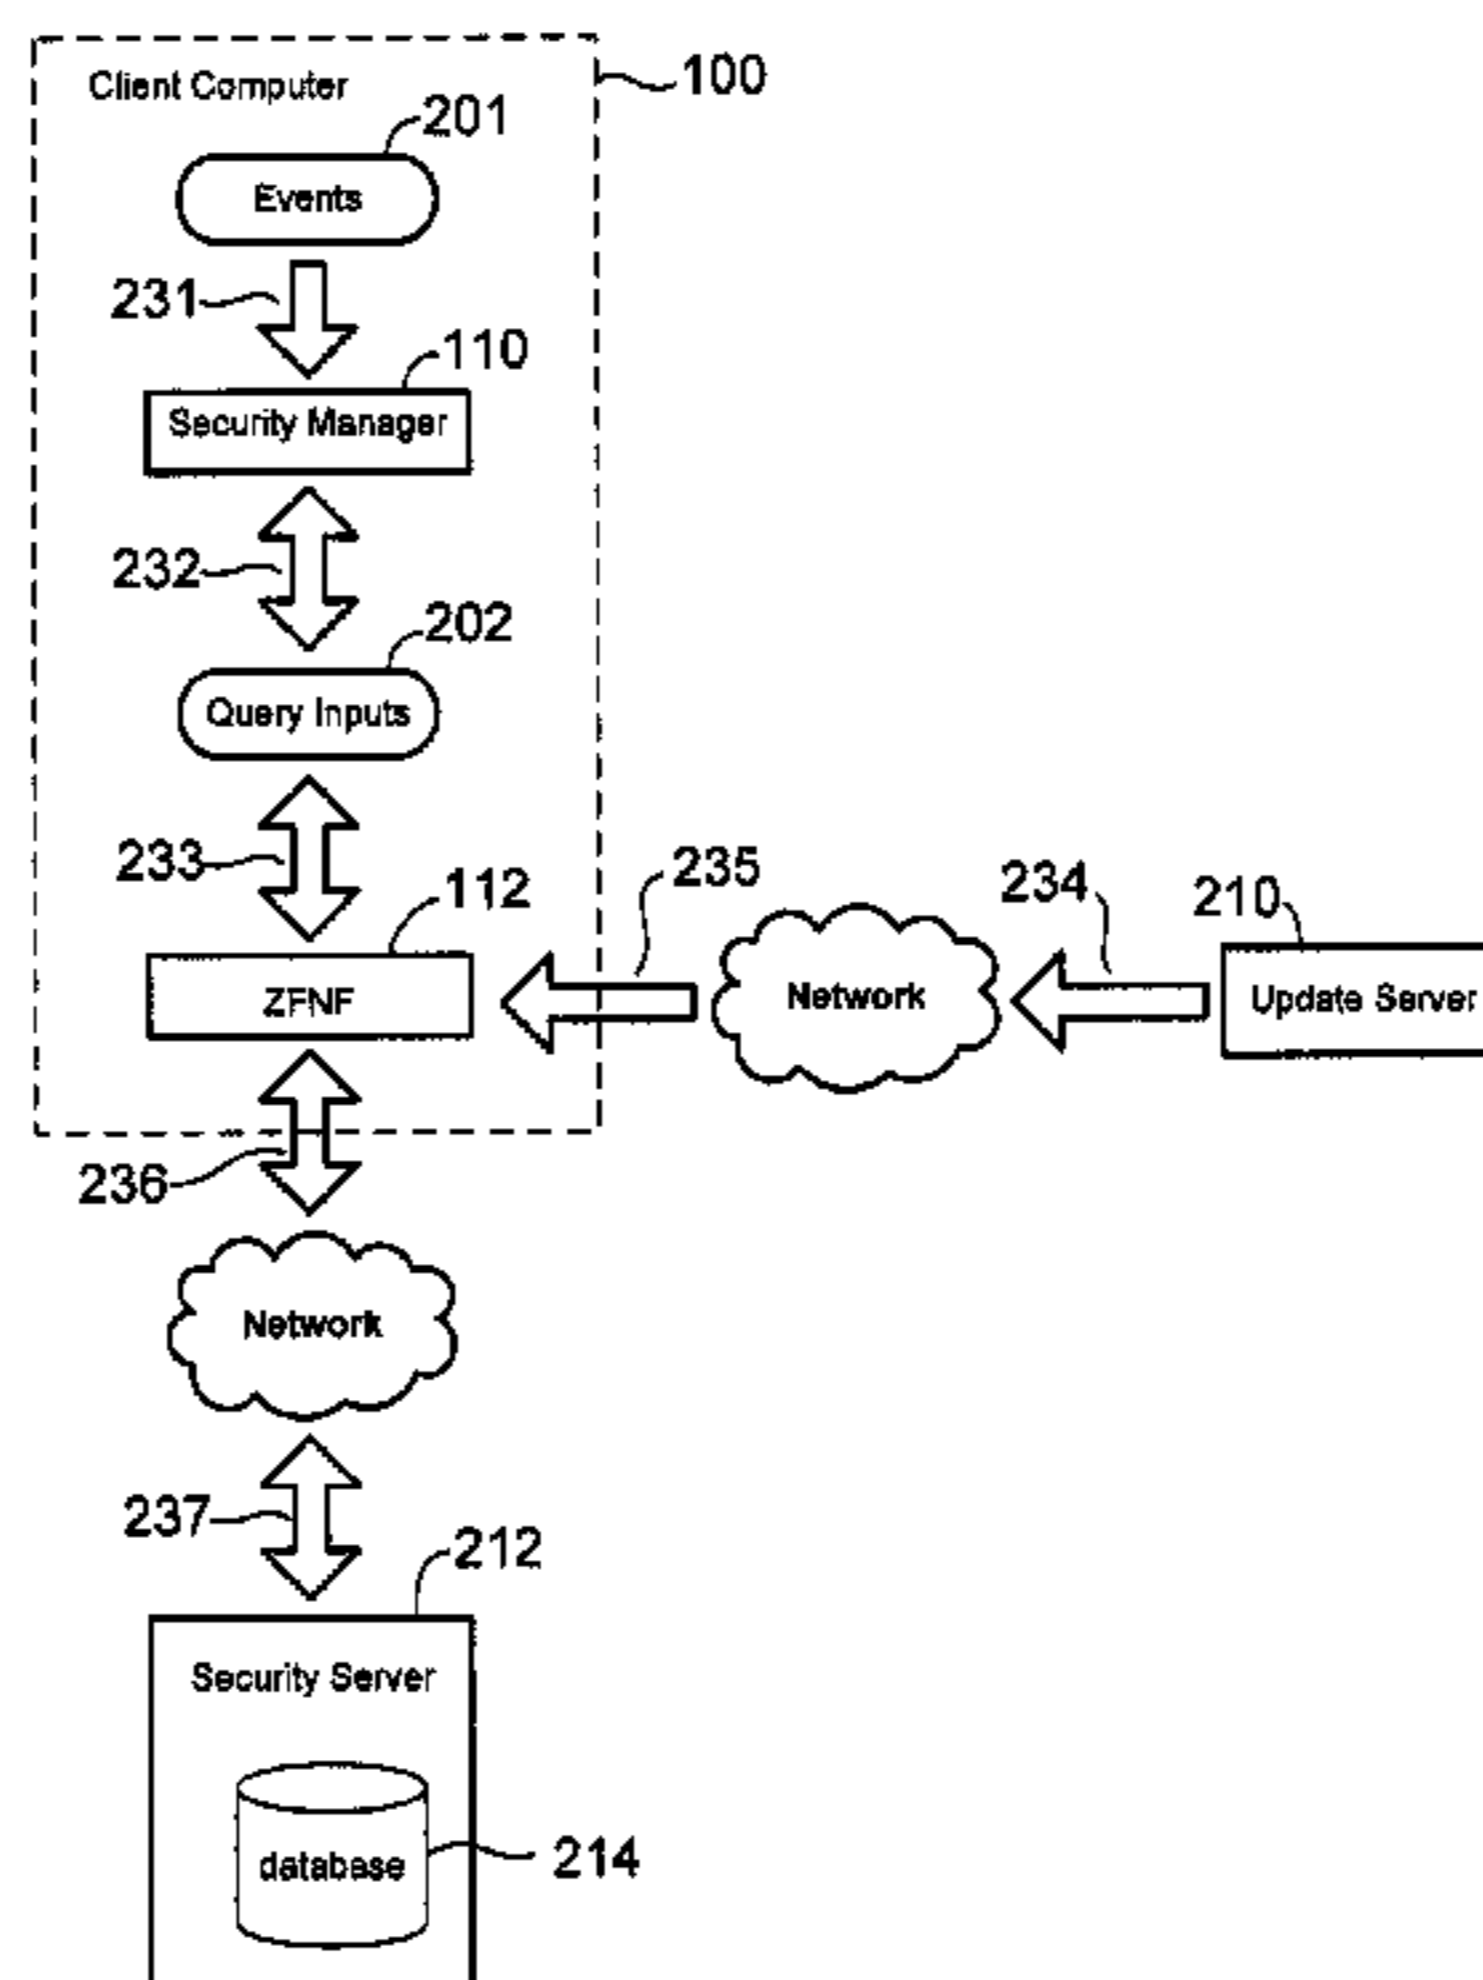 Client Computer
100
201
Events
231
110
Security Manager
232
202
Query Inputs
233
112
ZFNF
235
Network
234
210
Update Server
236
Network
237
212
Security Server
database
214